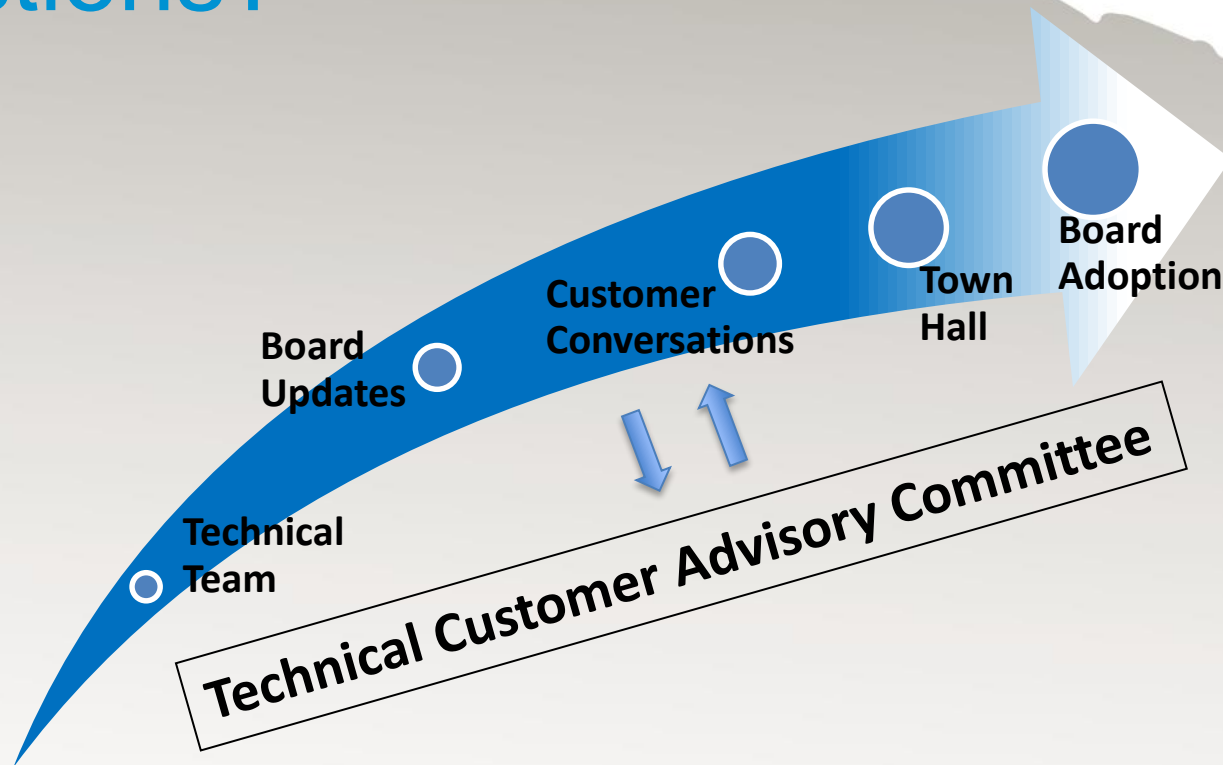 Board
Adoption
Town
Hall
Customer
Conversations
Board
Updates
Technical
Team
Technical Customer Advisory Committee